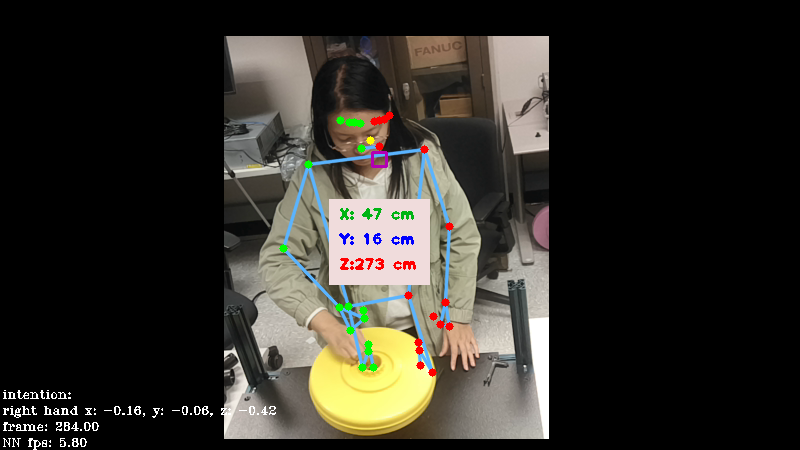 FANUC
X: 47 cm
Y: 16 cm
Z:273 cm
intention:
right hand x: -0.16, y: -0.06, z: -0.42
frame: 284.00
NN fps: 5.80